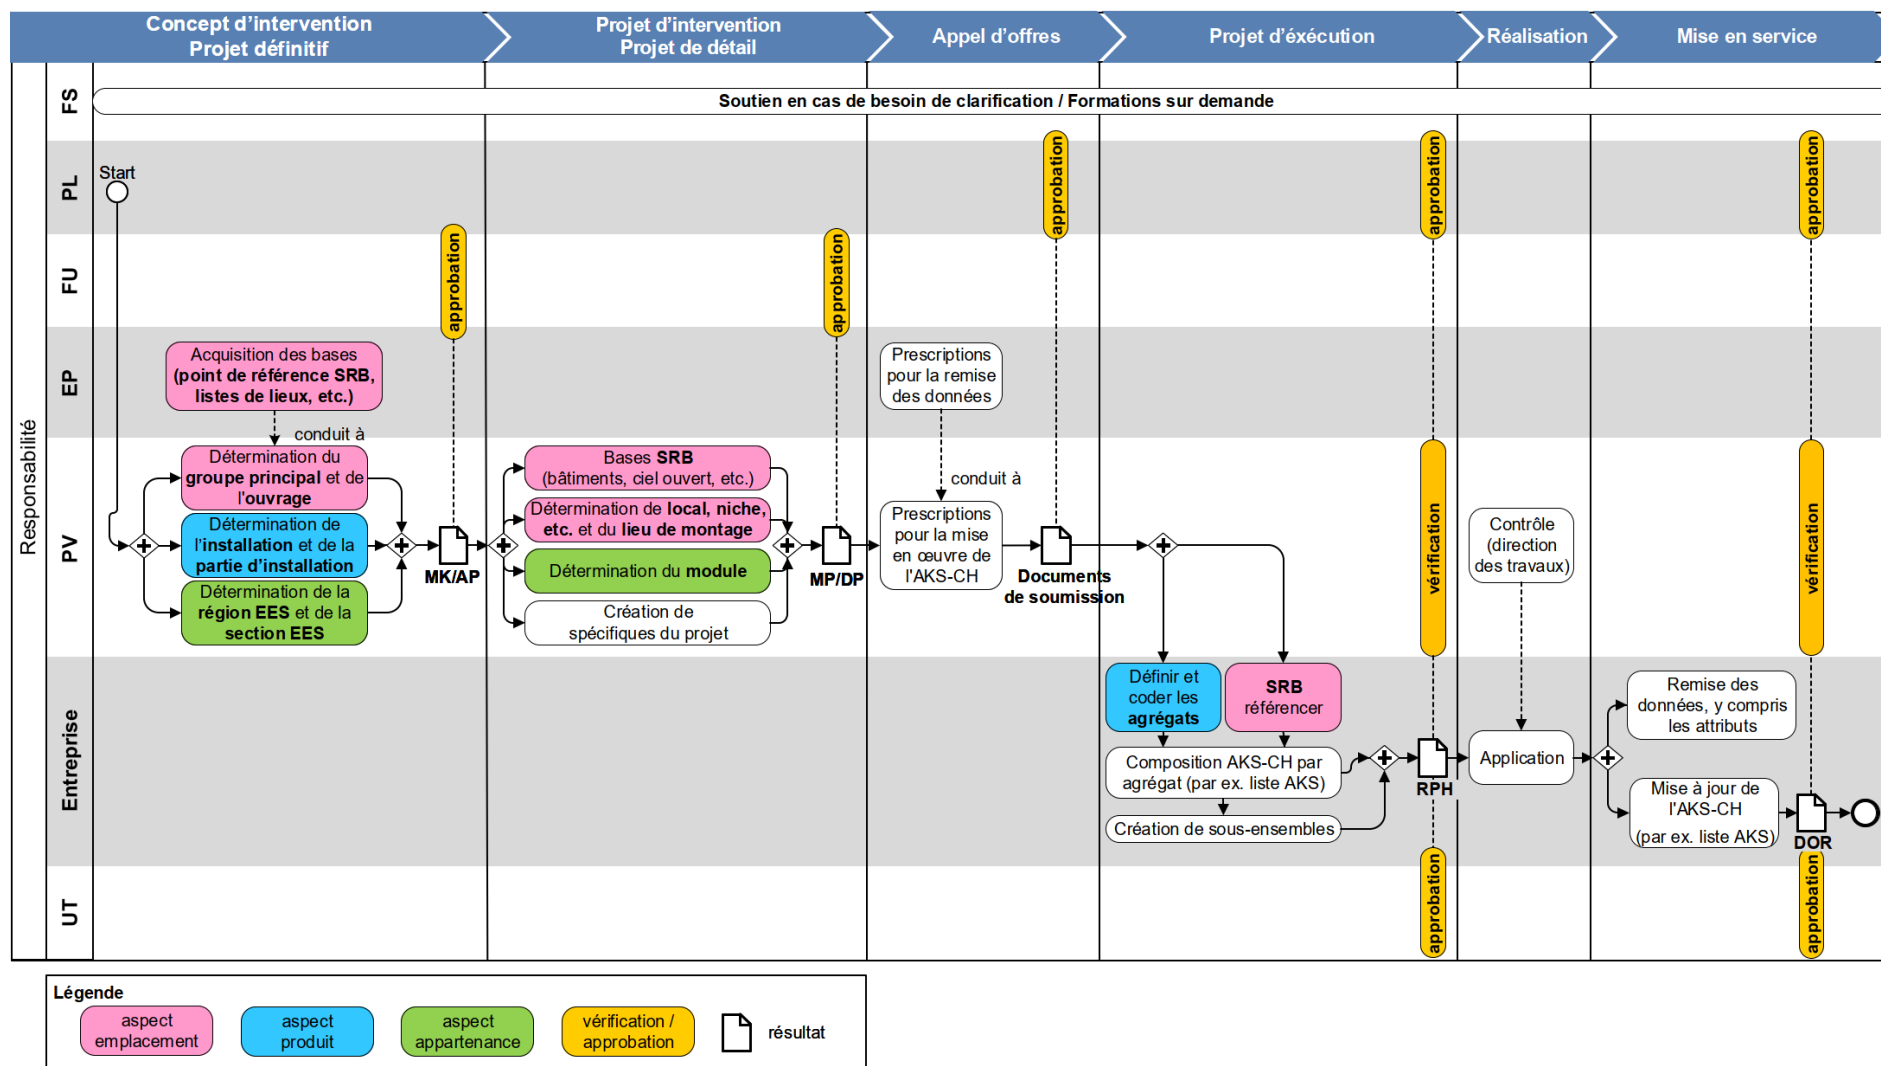 Concept d'intervention
Projet définitif
Projet d'intervention
Projet de détail
Appel d'offres
Projet d'éxécution
Réalisation
Mise en service
Responsabilité
FS
Soutien en cas de besoin de clarification / Formations sur demande
PL
Start
approbation
approbation
approbation
FU
approbation
approbation
EP
Acquisition des bases
(point de référence SRB,
listes de lieux, etc.)
conduit à
Prescriptions
pour la remise
des données
conduit à
PV
Détermination du
groupe principal et de
l'ouvrage
Détermination de
l'installation et de la
partie d'installation
Détermination de la
région EES et de la
section EES
MK/AP
Bases SRB
(bâtiments, ciel ouvert, etc.)
Détermination de local, niche,
etc. et du lieu de montage
Détermination du module
Création de
spécifiques du projet
MP/DP
Prescriptions
pour la mise
en œuvre de
l'AKS-CH
Documents
de soumission
vérification
Contrôle
(direction
des travaux)
vérification
Entreprise
Définir et
coder les
agrégats
SRB
référencer
Composition AKS-CH par
agrégat (par ex. liste AKS)
Création de sous-ensembles
RPH
Application
Remise des
données, y compris
les attributs
Mise à jour de
l'AKS-CH
(par ex. liste AKS)
DOR
UT
approbation
approbation
Légende
aspect
emplacement
aspect
produit
aspect
appartenance
vérification /
approbation
résultat